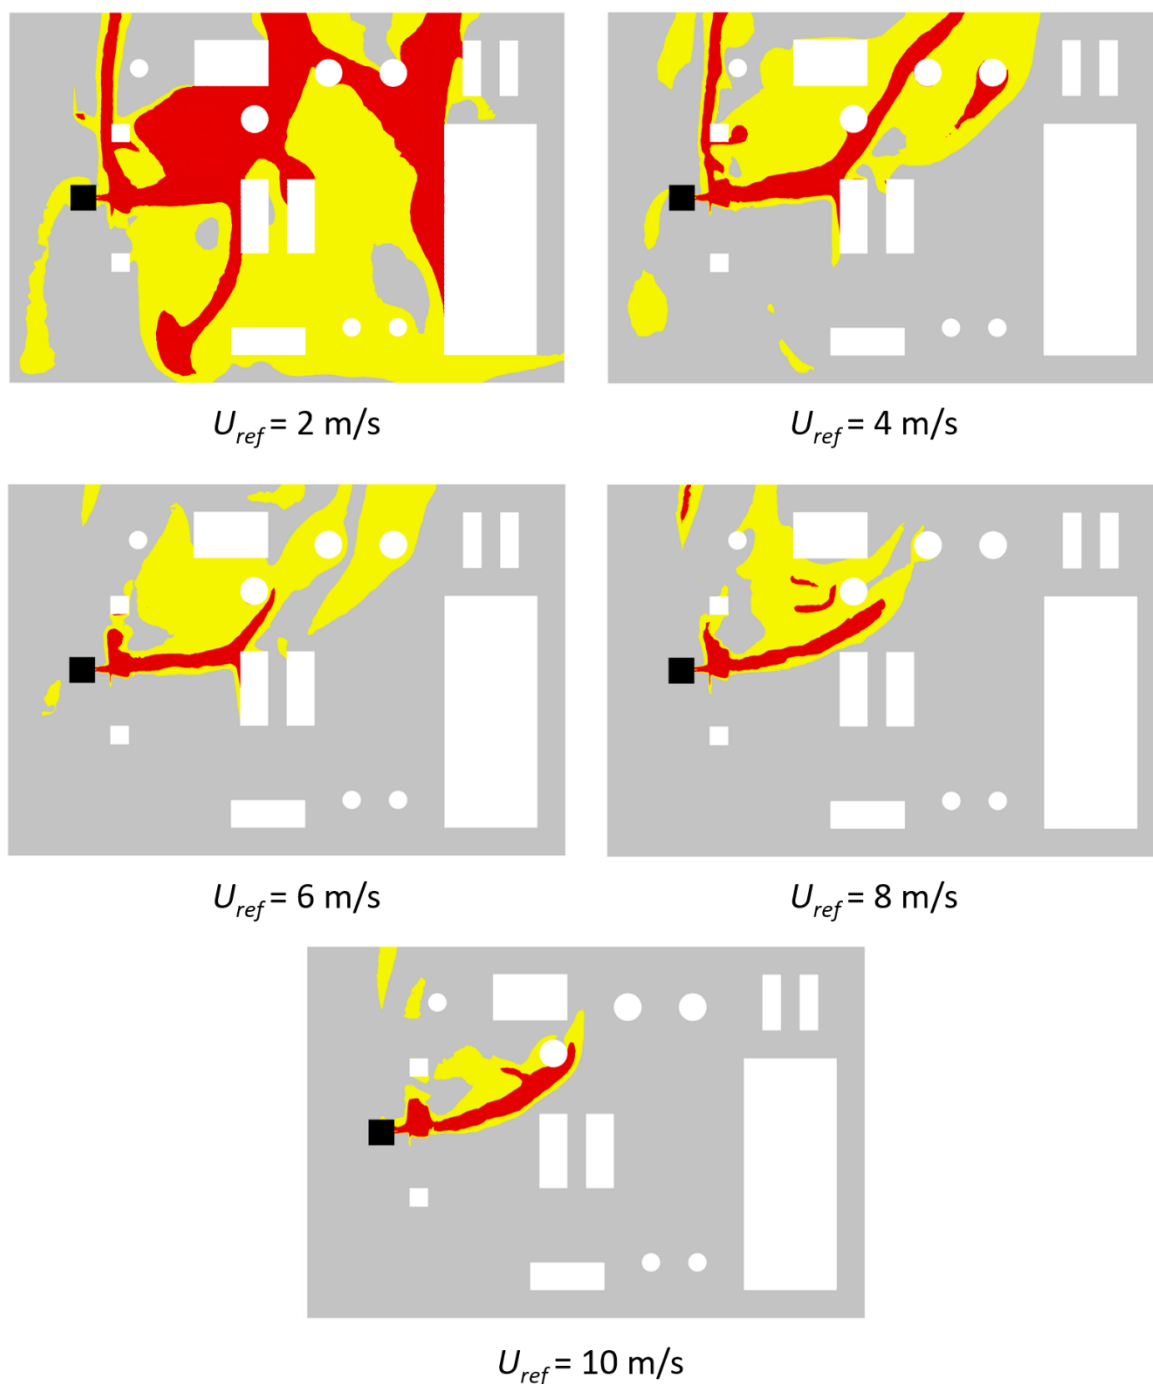 U_ref = 2 m/s
U_ref = 4 m/s
U_ref = 6 m/s
U_ref = 8 m/s
U_ref = 10 m/s